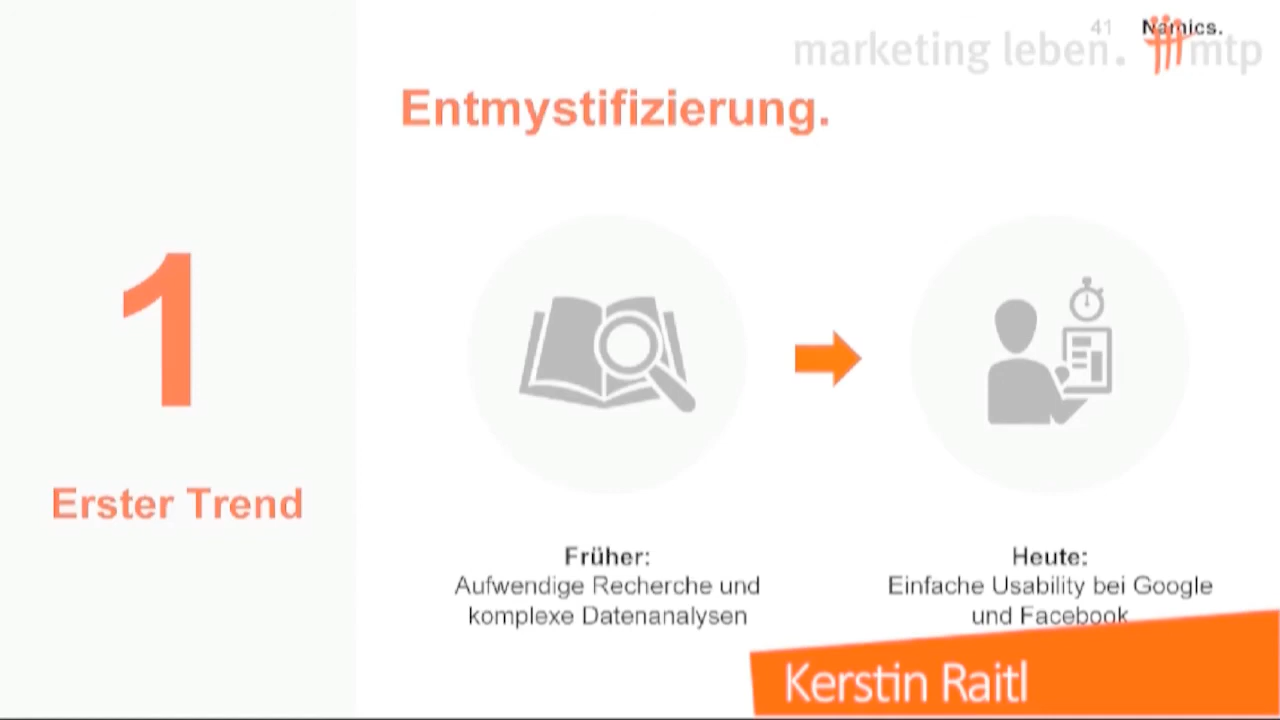 41 Namics.
marketing leben. mtp
Entmystifizierung.
1
Erster Trend
Früher:
Aufwendige Recherche und
komplexe Datenanalysen
Heute:
Einfache Usability bei Google
und Facebook
Kerstin Raitl